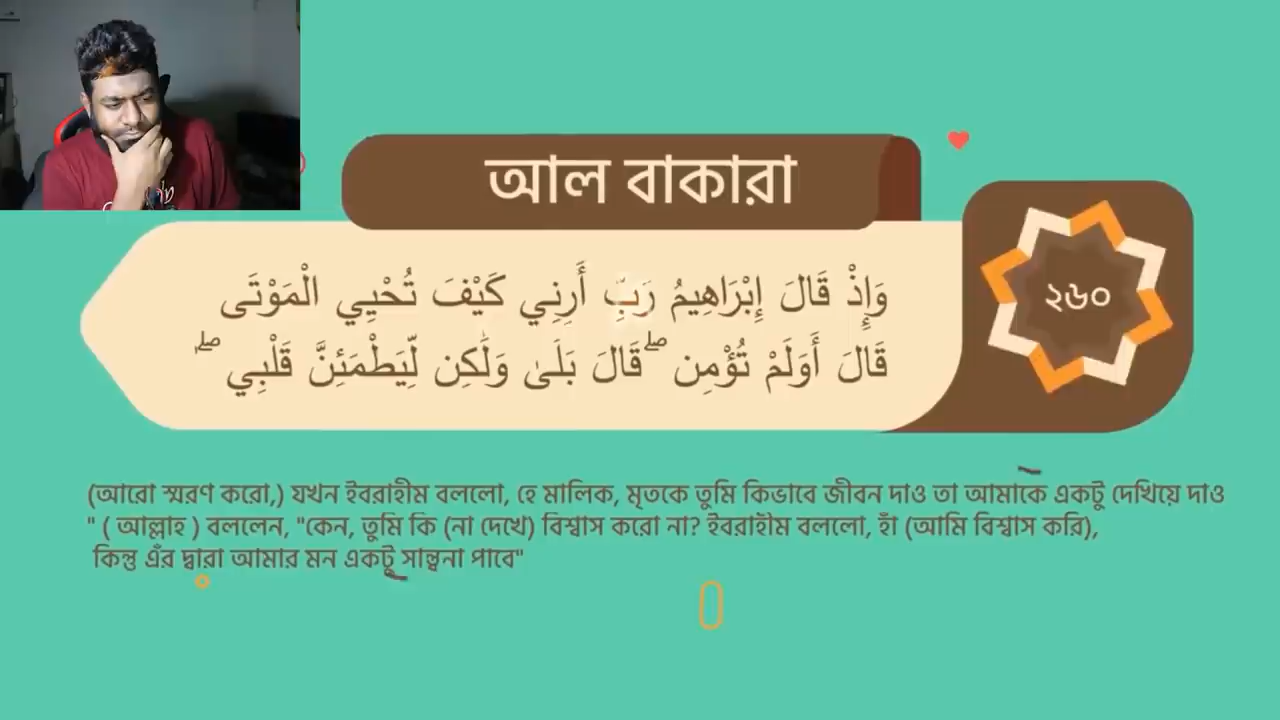 আল বাকারা
২৬০
وَإِذْ قَالَ إِبْرَاهِيمُ رَبِّ أَرِنِي كَيْفَ تُحْيِي الْمَوْتَى
قَالَ أَوَلَمْ تُؤْمِن ۖ قَالَ بَلَىٰ وَلَٰكِن لِّيَطْمَئِنَّ قَلْبِي ۖ
(আরো স্মরণ করো,) যখন ইবরাহীম বললো, হে মালিক, মৃতকে তুমি কিভাবে জীবন দাও তা আমাকে একটু দেখিয়ে দাও
" ( আল্লাহ ) বললেন, "কেন, তুমি কি (না দেখে) বিশ্বাস করো না? ইবরাহীম বললো, হাঁ (আমি বিশ্বাস করি),
কিন্তু এঁর দ্বারা আমার মন একটু সান্ত্বনা পাবে"